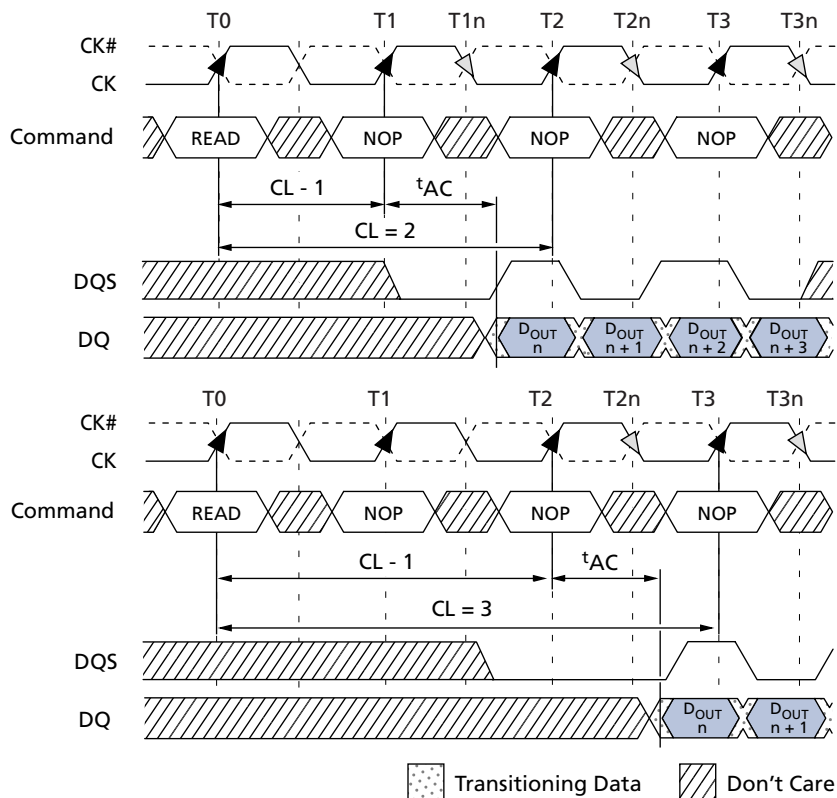 T0 T1 T1n T2 T2n T3 T3n
CK#
CK
Command READ NOP NOP NOP
CL - 1 tAC
CL = 2
DQS
DQ DOUT n DOUT n + 1 DOUT n + 2 DOUT n + 3
T0 T1 T2 T2n T3 T3n
CK#
CK
Command READ NOP NOP NOP
CL - 1 tAC
CL = 3
DQS
DQ DOUT n DOUT n + 1
Transitioning Data Don't Care